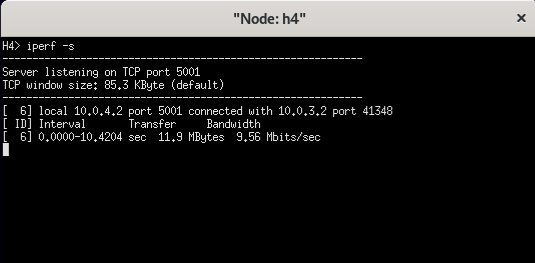 "Node: h4"
×
H4> iperf -s
------------------------------------------------------------
Server listening on TCP port 5001
TCP window size: 85.3 KByte (default)
------------------------------------------------------------
[  6] local 10.0.4.2 port 5001 connected with 10.0.3.2 port 41348
[ ID] Interval       Transfer     Bandwidth
[  6] 0.0000-10.4204 sec  11.9 MBytes  9.56 Mbits/sec